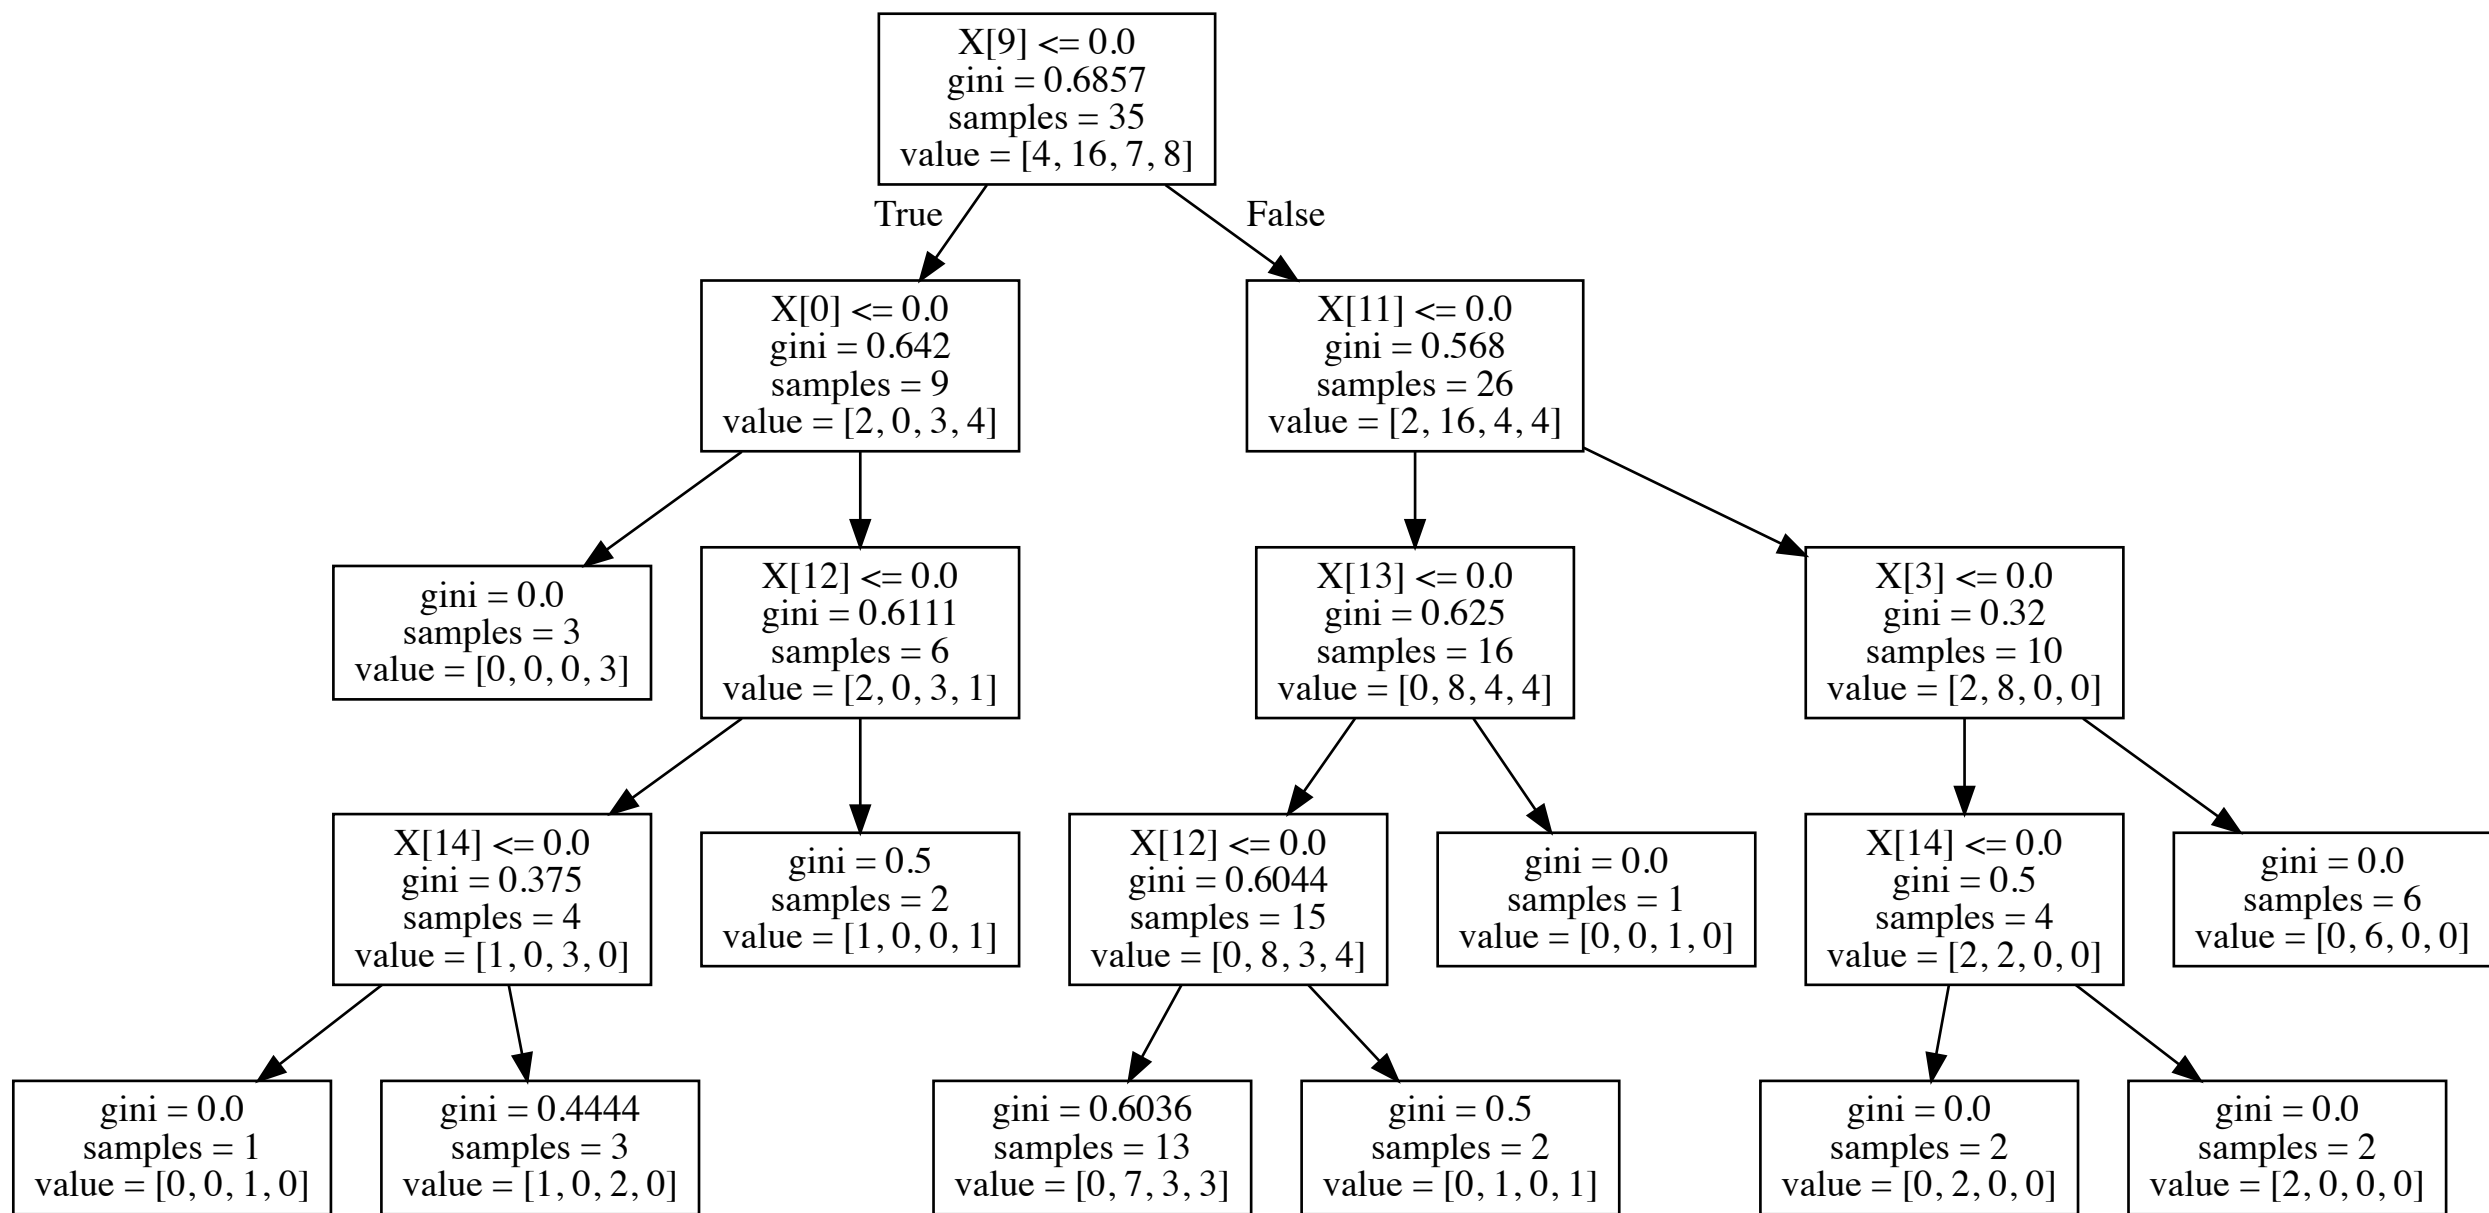 X[9] <= 0.0
gini = 0.6857
samples = 35
value = [4, 16, 7, 8]
True
False
X[0] <= 0.0
gini = 0.642
samples = 9
value = [2, 0, 3, 4]
X[11] <= 0.0
gini = 0.568
samples = 26
value = [2, 16, 4, 4]
gini = 0.0
samples = 3
value = [0, 0, 0, 3]
X[12] <= 0.0
gini = 0.6111
samples = 6
value = [2, 0, 3, 1]
X[13] <= 0.0
gini = 0.625
samples = 16
value = [0, 8, 4, 4]
X[3] <= 0.0
gini = 0.32
samples = 10
value = [2, 8, 0, 0]
X[14] <= 0.0
gini = 0.375
samples = 4
value = [1, 0, 3, 0]
gini = 0.5
samples = 2
value = [1, 0, 0, 1]
X[12] <= 0.0
gini = 0.6044
samples = 15
value = [0, 8, 3, 4]
gini = 0.0
samples = 1
value = [0, 0, 1, 0]
X[14] <= 0.0
gini = 0.5
samples = 4
value = [2, 2, 0, 0]
gini = 0.0
samples = 6
value = [0, 6, 0, 0]
gini = 0.0
samples = 1
value = [0, 0, 1, 0]
gini = 0.4444
samples = 3
value = [1, 0, 2, 0]
gini = 0.6036
samples = 13
value = [0, 7, 3, 3]
gini = 0.5
samples = 2
value = [0, 1, 0, 1]
gini = 0.0
samples = 2
value = [0, 2, 0, 0]
gini = 0.0
samples = 2
value = [2, 0, 0, 0]